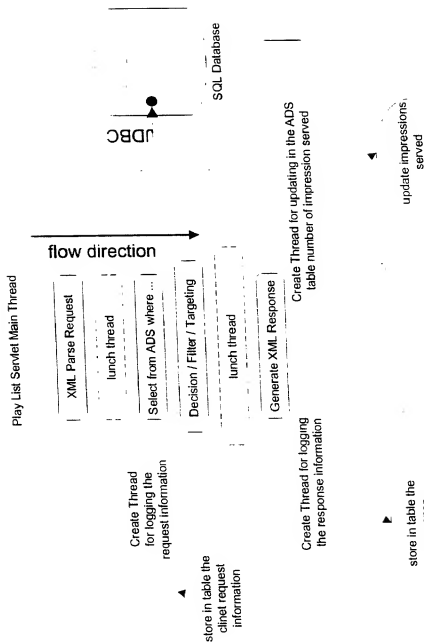 Play List Servlet Main Thread
flow direction
XML Parse Request
lunch thread
Select from ADS where ...
Decision / Filter / Targeting
lunch thread
Generate XML Response
JDBC
SQL Database
Create Thread
for logging the
request information
store in table the
clinet request
information
Create Thread for logging
the response information
Create Thread for updating in the ADS
table number of impression served
store in table the
update impressions
served